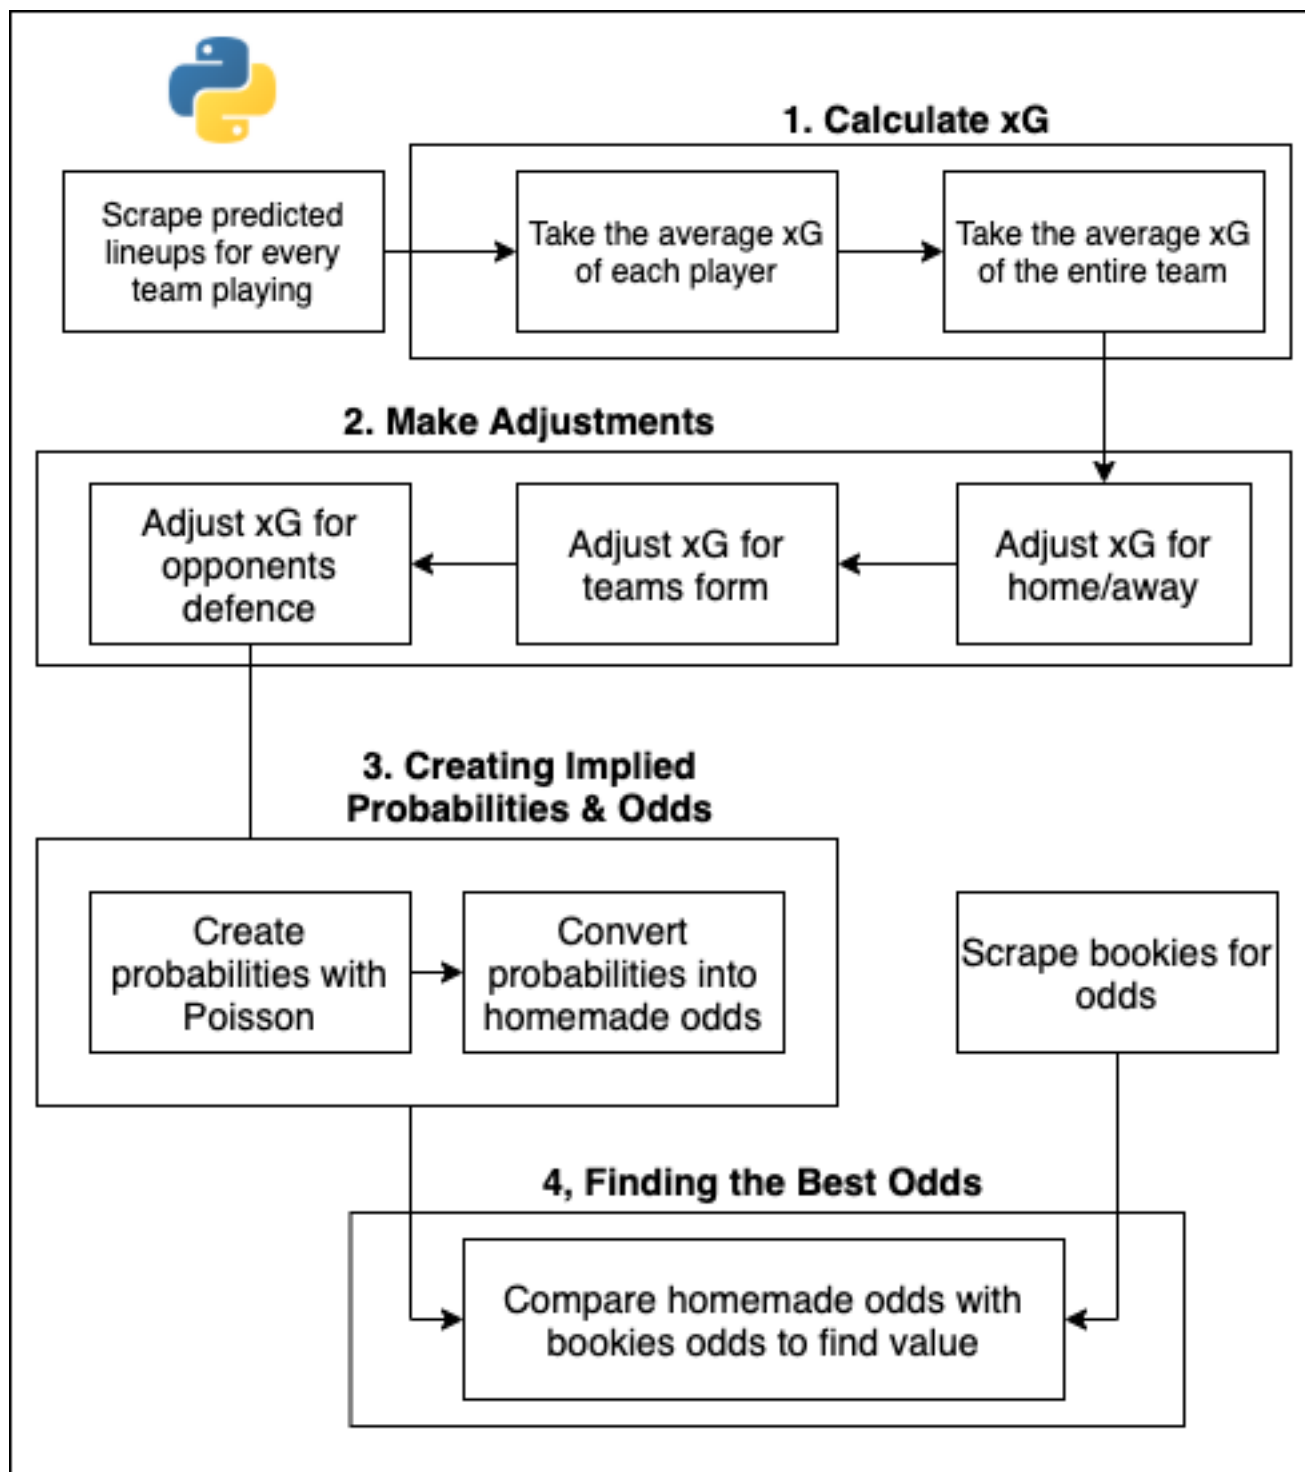 1. Calculate xG
Scrape predicted
lineups for every
team playing
Take the average xG
of each player
Take the average xG
of the entire team
2. Make Adjustments
Adjust xG for
opponents
defence
Adjust xG for
teams form
Adjust xG for
home/away
3. Creating Implied
Probabilities & Odds
Create
probabilities with
Poisson
Convert
probabilities into
homemade odds
Scrape bookies for
odds
4, Finding the Best Odds
Compare homemade odds with
bookies odds to find value